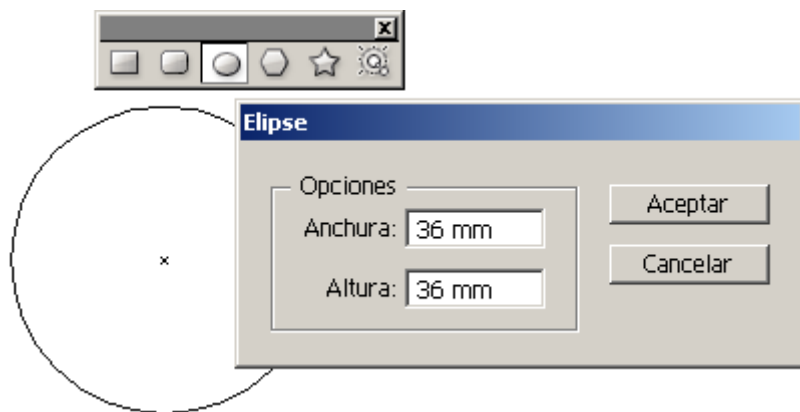 Elipse
Opciones
Anchura: 36 mm
Altura: 36 mm
Aceptar
Cancelar